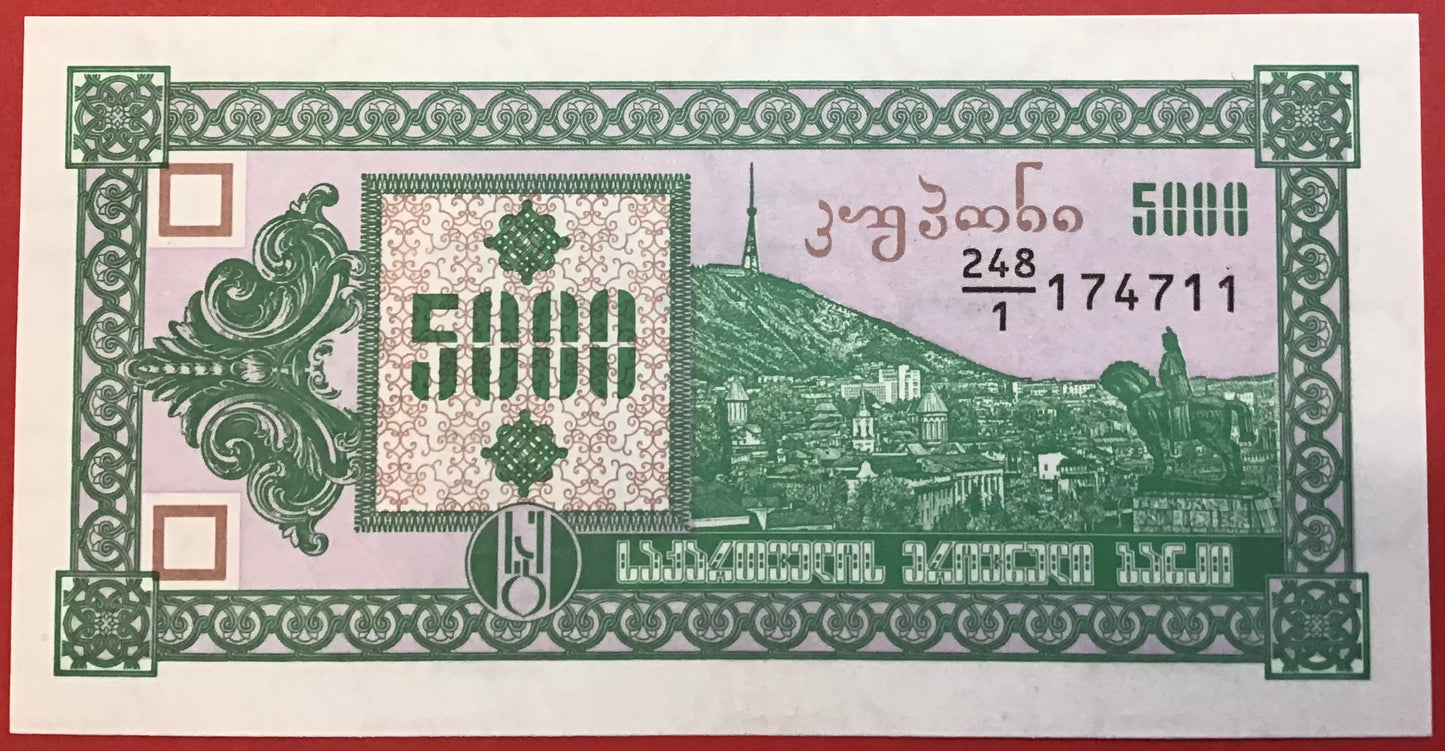 კუპონი 5000
248/1 174711
5000
საქართველოს ეროვნული ბანკი